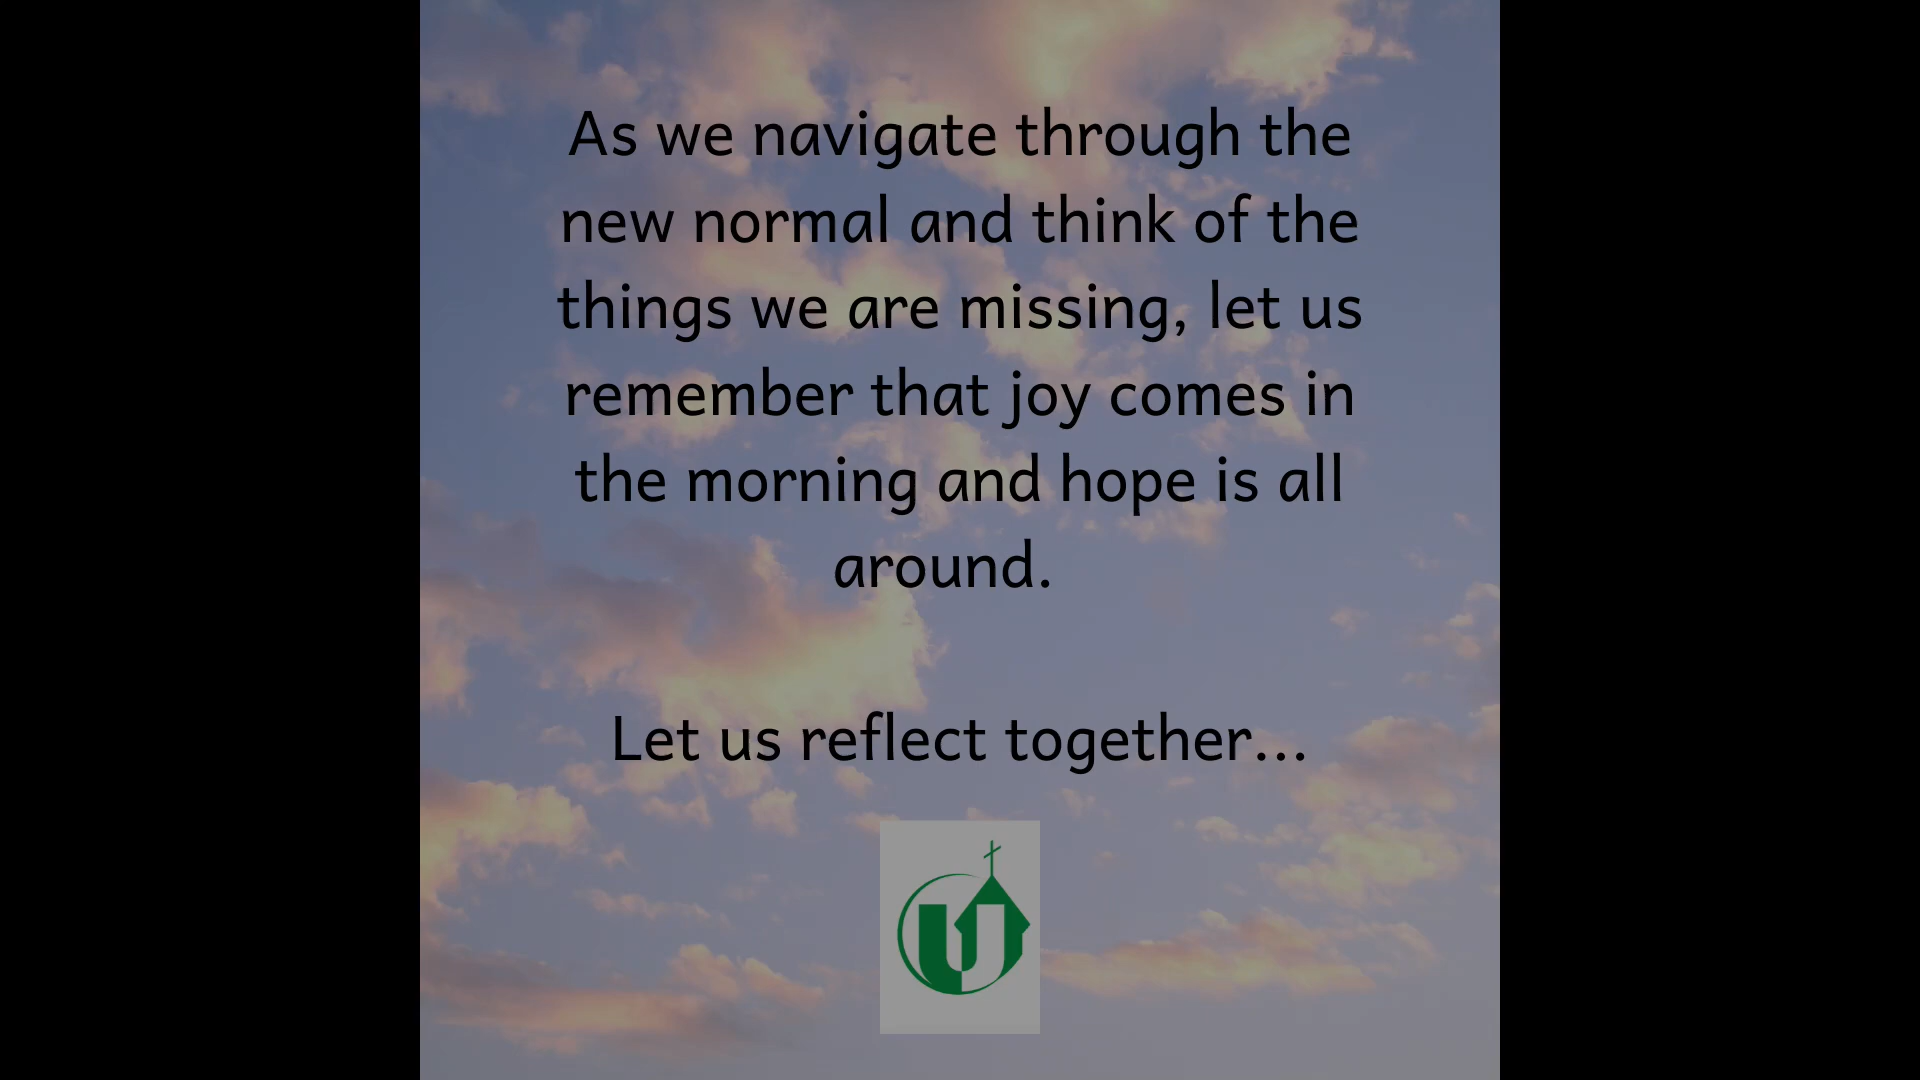 As we navigate through the
new normal and think of the
things we are missing, let us
remember that joy comes in
the morning and hope is all
around.
Let us reflect together...
U